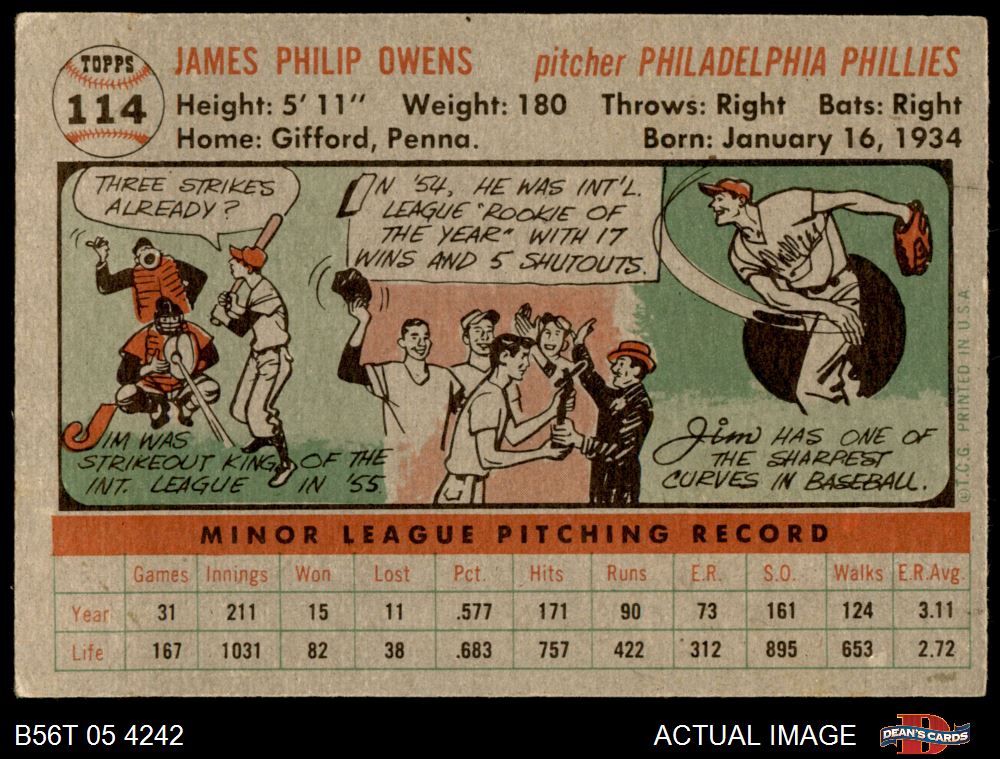 TOPPS
114
JAMES PHILIP OWENS pitcher PHILADELPHIA PHILLIES
Height: 5' 11" Weight: 180 Throws: Right Bats: Right
Home: Gifford, Penna. Born: January 16, 1934
THREE STRIKES
ALREADY?
IN '54, HE WAS INT'L.
LEAGUE "ROOKIE OF
THE YEAR" WITH 17
WINS AND 5 SHUTOUTS.
Phillies
JIM WAS
STRIKEOUT KING OF THE
INT. LEAGUE IN '55.
Jim HAS ONE OF
THE SHARPEST
CURVES IN BASEBALL.
©T.C.G. PRINTED IN U.S.A.
MINOR LEAGUE PITCHING RECORD
Games Innings Won Lost Pct. Hits Runs E.R. S.O. Walks E.R.Avg.
Year 31 211 15 11 .577 171 90 73 161 124 3.11
Life 167 1031 82 38 .683 757 422 312 895 653 2.72
B56T 05 4242 ACTUAL IMAGE
D
DEAN'S CARDS